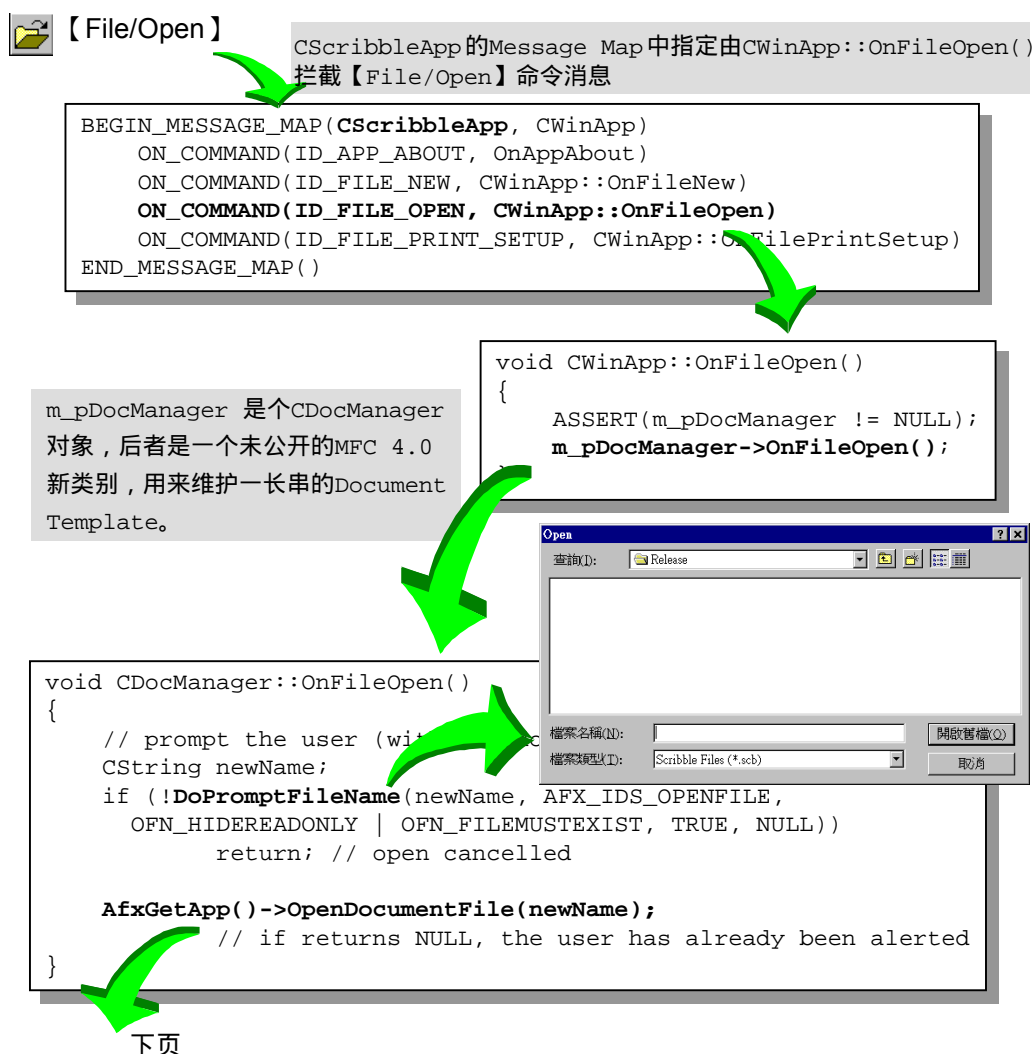 【File/Open】
CScribbleApp的Message Map中指定由CWinApp::OnFileOpen()
拦截【File/Open】命令消息
BEGIN_MESSAGE_MAP(CScribbleApp, CWinApp)
ON_COMMAND(ID_APP_ABOUT, OnAppAbout)
ON_COMMAND(ID_FILE_NEW, CWinApp::OnFileNew)
ON_COMMAND(ID_FILE_OPEN, CWinApp::OnFileOpen)
ON_COMMAND(ID_FILE_PRINT_SETUP, CWinApp::OnFilePrintSetup)
END_MESSAGE_MAP()
void CWinApp::OnFileOpen()
{
ASSERT(m_pDocManager != NULL);
m_pDocManager->OnFileOpen();
}
m_pDocManager 是个CDocManager
对象，后者是一个未公开的MFC 4.0
新类别，用来维护一长串的Document
Template。
Open
查詢(I):
Release
檔案名稱(N):
開啟舊檔(O)
檔案類型(T):
Scribble Files (*.scb)
取消
void CDocManager::OnFileOpen()
{
// prompt the user
CString newName;
if (!DoPromptFileName(newName, AFX_IDS_OPENFILE,
OFN_HIDEREADONLY | OFN_FILEMUSTEXIST, TRUE, NULL))
return; // open cancelled
AfxGetApp()->OpenDocumentFile(newName);
// if returns NULL, the user has already been alerted
}
下页